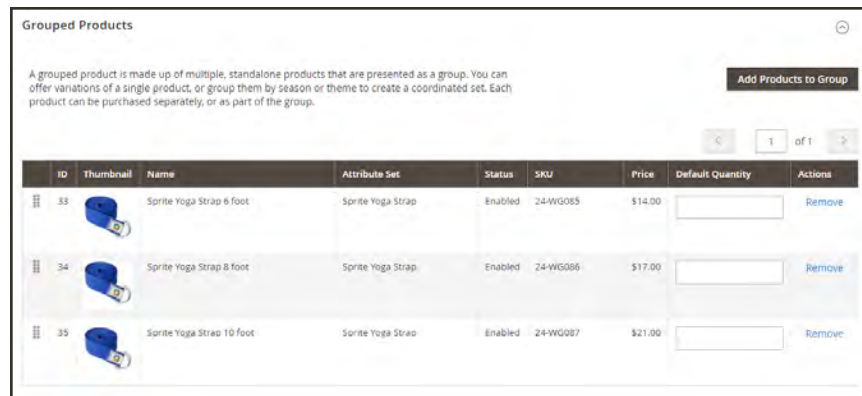 Grouped Products
A grouped product is made up of multiple, standalone products that are presented as a group. You can
offer variations of a single product, or group them by season or theme to create a coordinated set. Each
product can be purchased separately, or as part of the group.
Add Products to Group
1 of 1
ID Thumbnail Name Attribute Set Status SKU Price Default Quantity Actions
33 Sprite Yoga Strap 6 foot Sprite Yoga Strap Enabled 24-WG085 $14.00 Remove
34 Sprite Yoga Strap 8 foot Sprite Yoga Strap Enabled 24-WG086 $17.00 Remove
35 Sprite Yoga Strap 10 foot Sprite Yoga Strap Enabled 24-WG087 $21.00 Remove